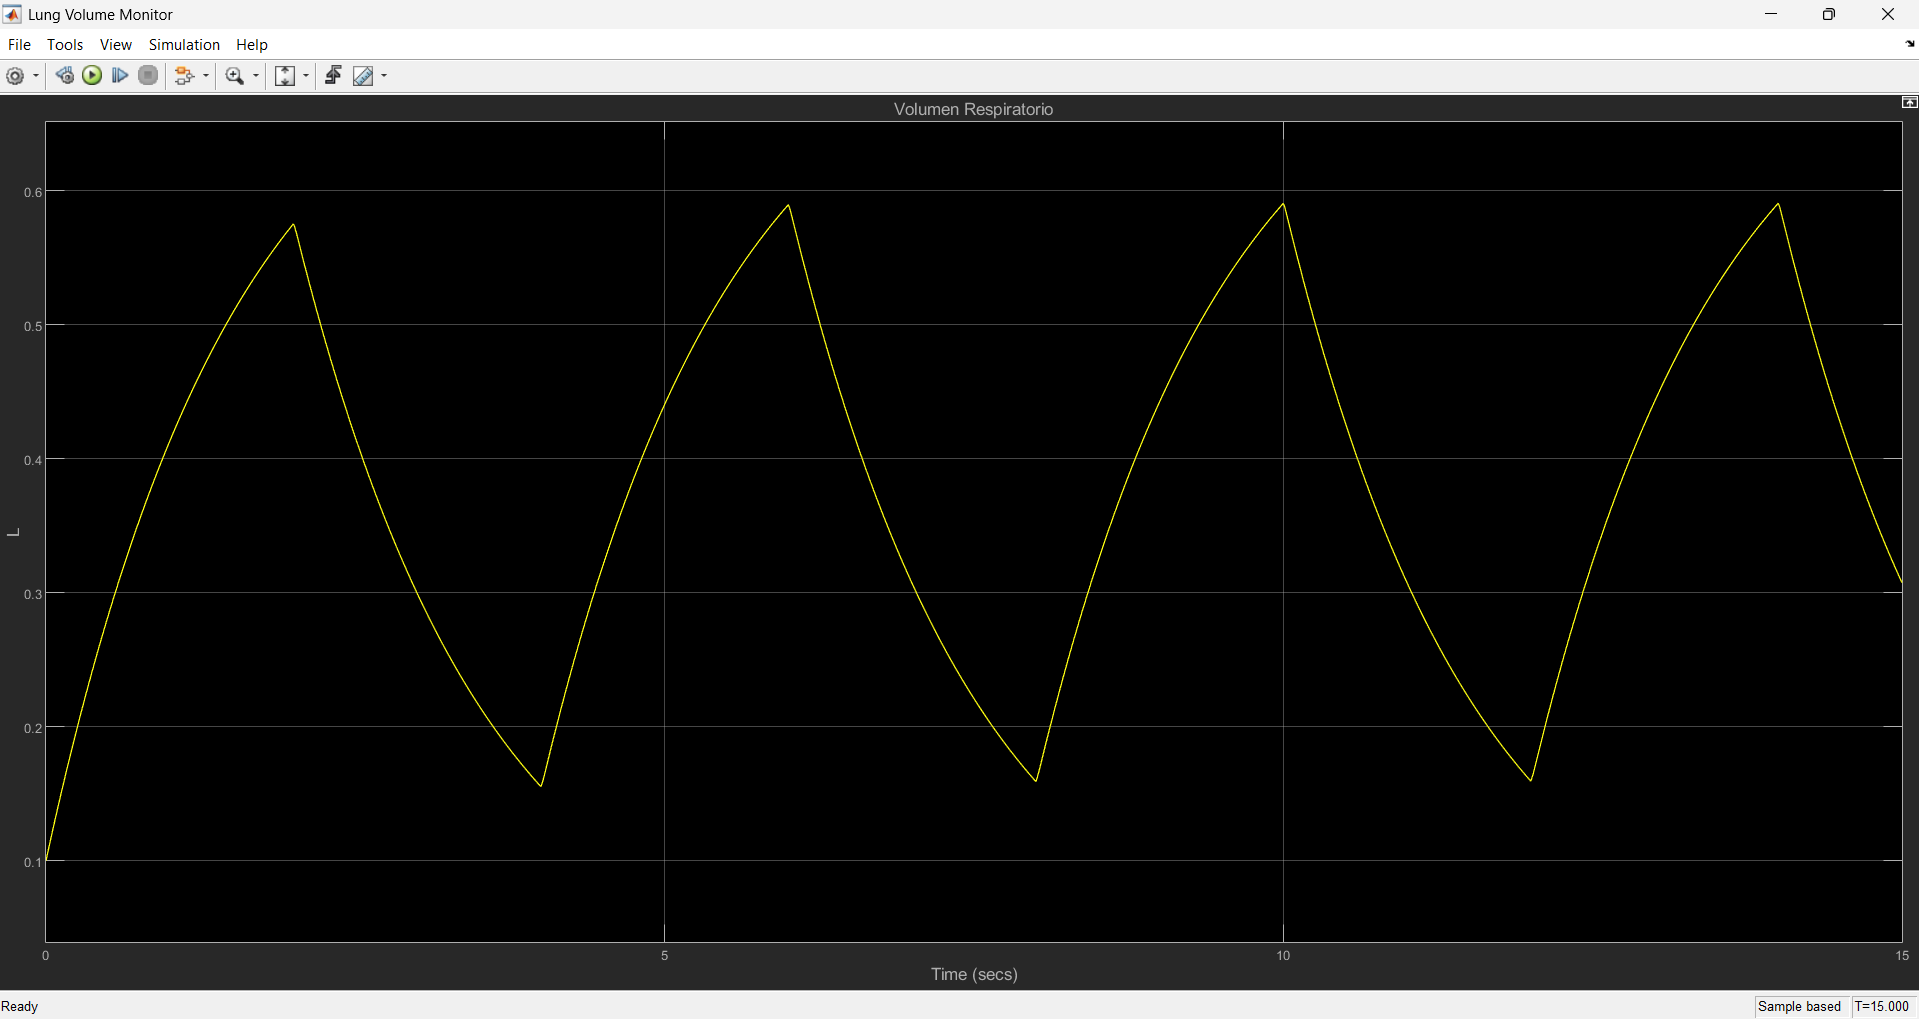 Lung Volume Monitor
File Tools View Simulation Help
Volumen Respiratorio
0.6
0.5
0.4
L
0.3
0.2
0.1
0 5 10 15
Time (secs)
Ready Sample based T=15.000